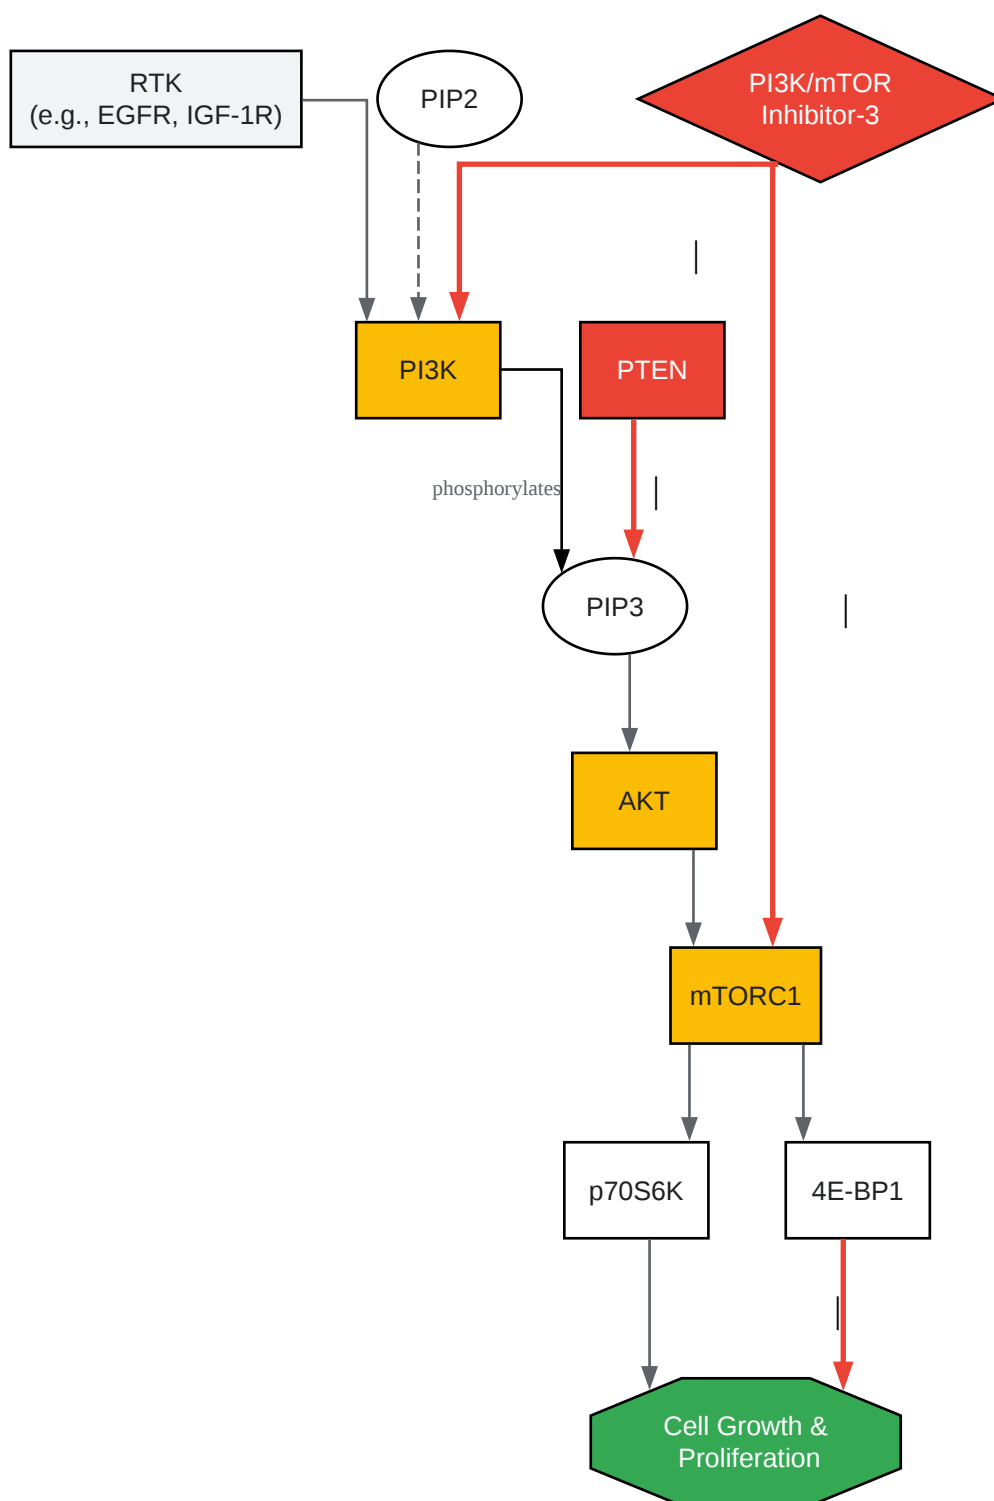 RTK
(e.g., EGFR, IGF-1R)
PIP2
PI3K/mTOR
Inhibitor-3
|
PI3K
PTEN
phosphorylates
|
PIP3
|
AKT
mTORC1
p70S6K
4E-BP1
|
Cell Growth &
Proliferation